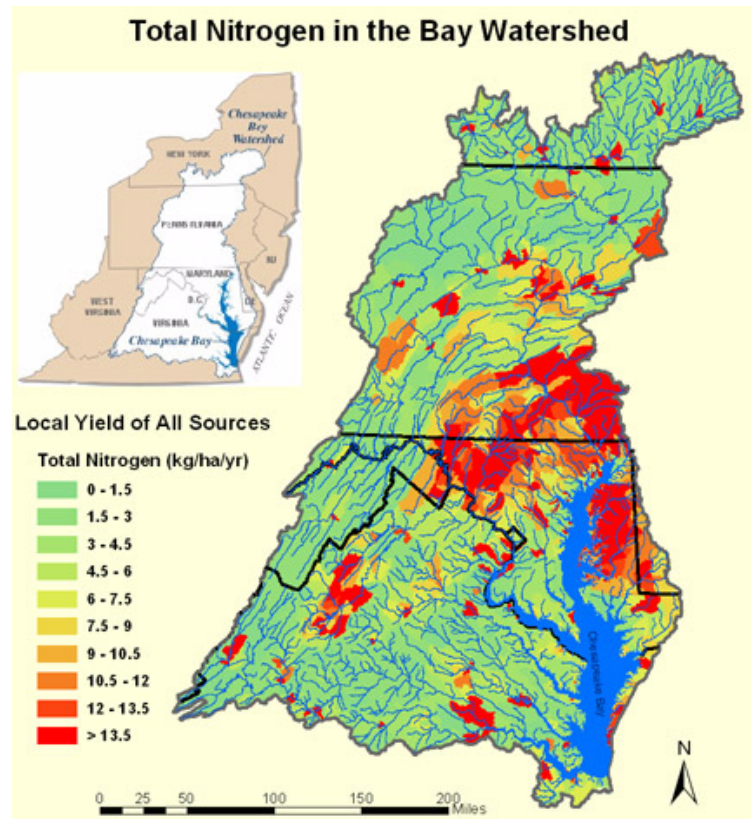 Total Nitrogen in the Bay Watershed
Chesapeake
Bay
Watershed
NEW YORK
PENNSYLVANIA
NJ
MARYLAND
D.C.
DE
WEST
VIRGINIA
VIRGINIA
Chesapeake Bay
ATLANTIC OCEAN
Local Yield of All Sources
Total Nitrogen (kg/ha/yr)
0 - 1.5
1.5 - 3
3 - 4.5
4.5 - 6
6 - 7.5
7.5 - 9
9 - 10.5
10.5 - 12
12 - 13.5
> 13.5
Chesapeake Bay
N
0 25 50 100 150 200
Miles